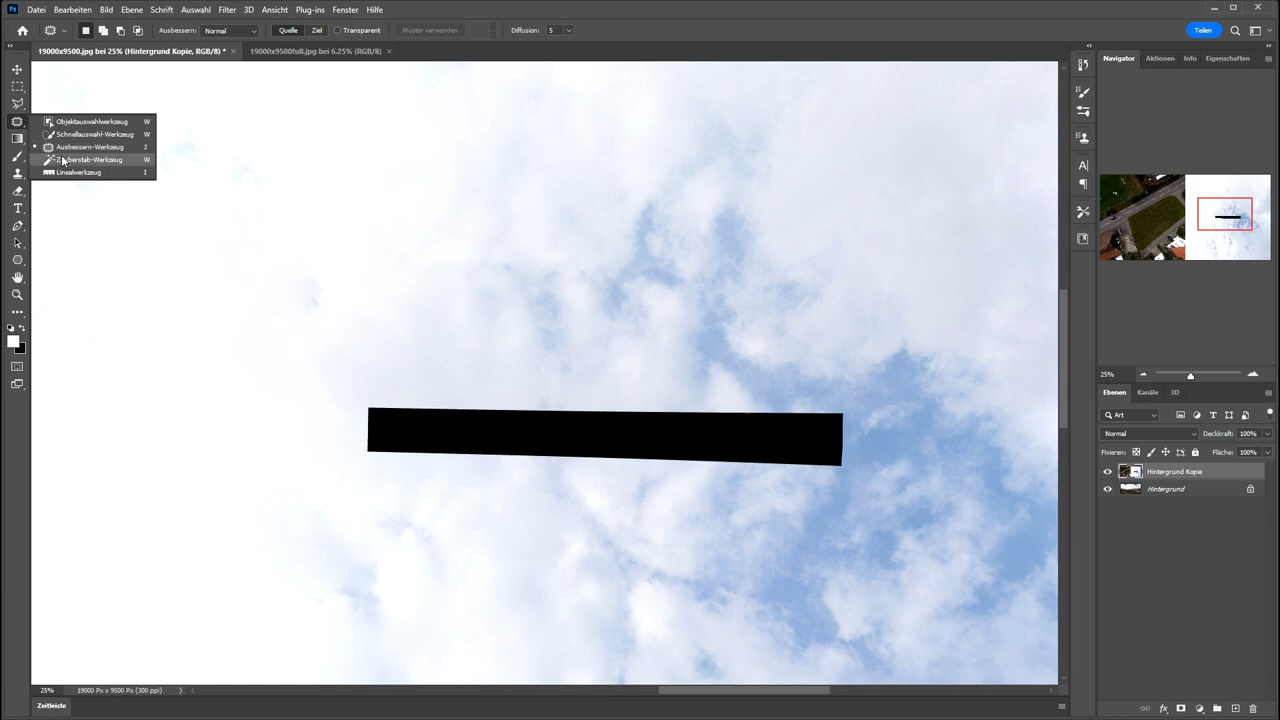 Ps Datei Bearbeiten Bild Ebene Schrift Auswahl Filter 3D Ansicht Plug-ins Fenster Hilfe
Ausbessern: Normal Quelle Ziel Transparent Muster verwenden Diffusion: 5 Teilen
19000x9500.jpg bei 25% (Hintergrund Kopie, RGB/8) * × 19000x9500full.jpg bei 6.25% (RGB/8) ×
Navigator Aktionen Info Eigenschaften
Objektauswahlwerkzeug W
Schnellauswahl-Werkzeug W
Ausbessern-Werkzeug J
Zauberstab-Werkzeug W
Linealwerkzeug I
25%
Ebenen Kanäle 3D
Art
Normal Deckkraft: 100%
Fixieren: Fläche: 100%
Hintergrund Kopie
Hintergrund
25% 19000 Px x 9500 Px (300 ppi)
Zeitleiste
fx